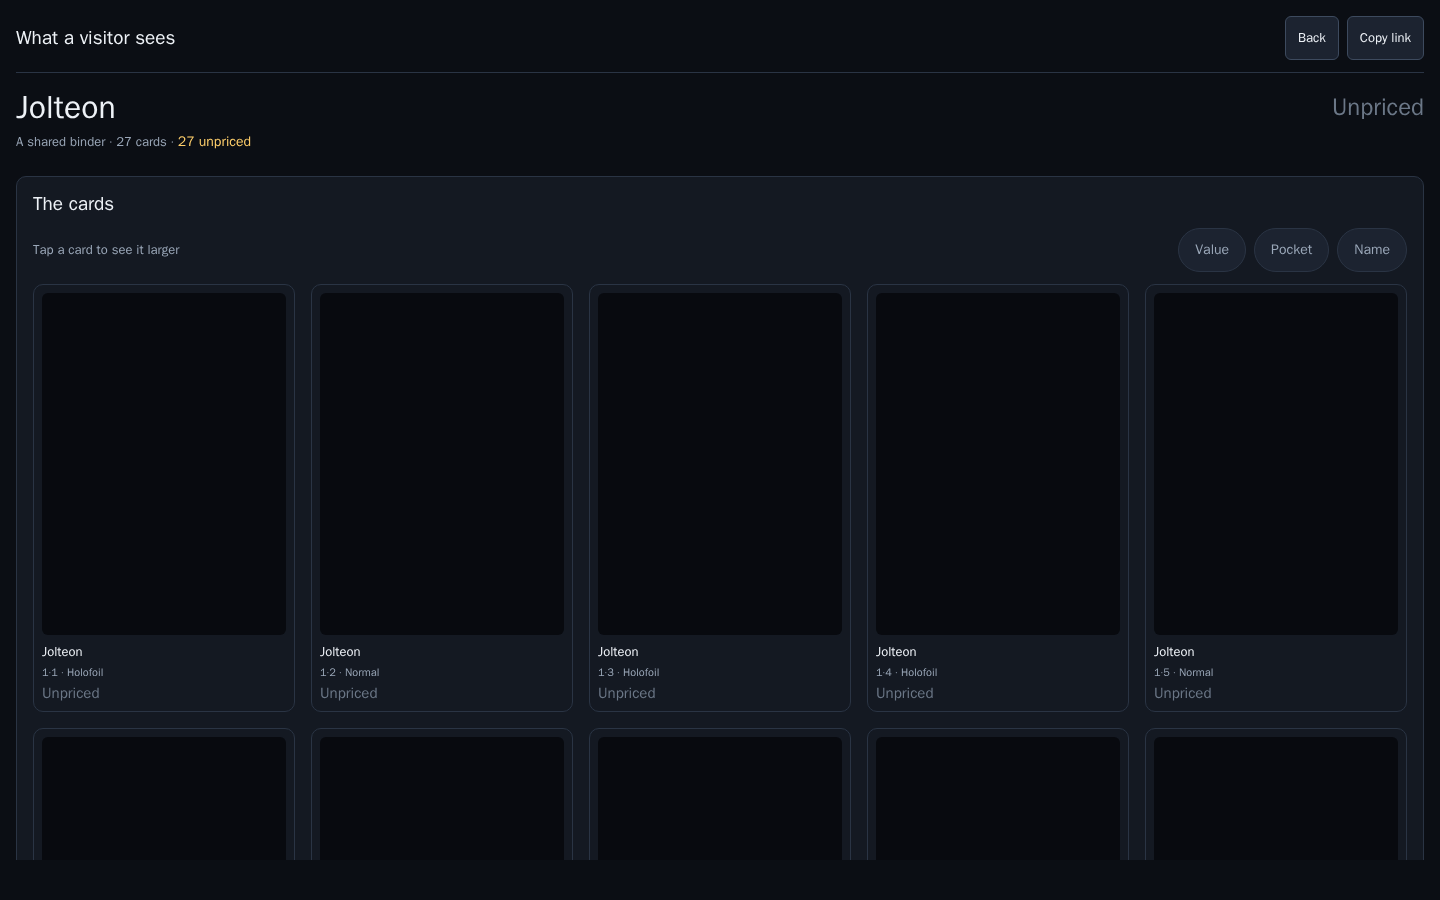 What a visitor sees
Back
Copy link
Jolteon
Unpriced
A shared binder · 27 cards · 27 unpriced
The cards
Tap a card to see it larger
Value
Pocket
Name
Jolteon
1·1 · Holofoil
Unpriced
Jolteon
1·2 · Normal
Unpriced
Jolteon
1·3 · Holofoil
Unpriced
Jolteon
1·4 · Holofoil
Unpriced
Jolteon
1·5 · Normal
Unpriced